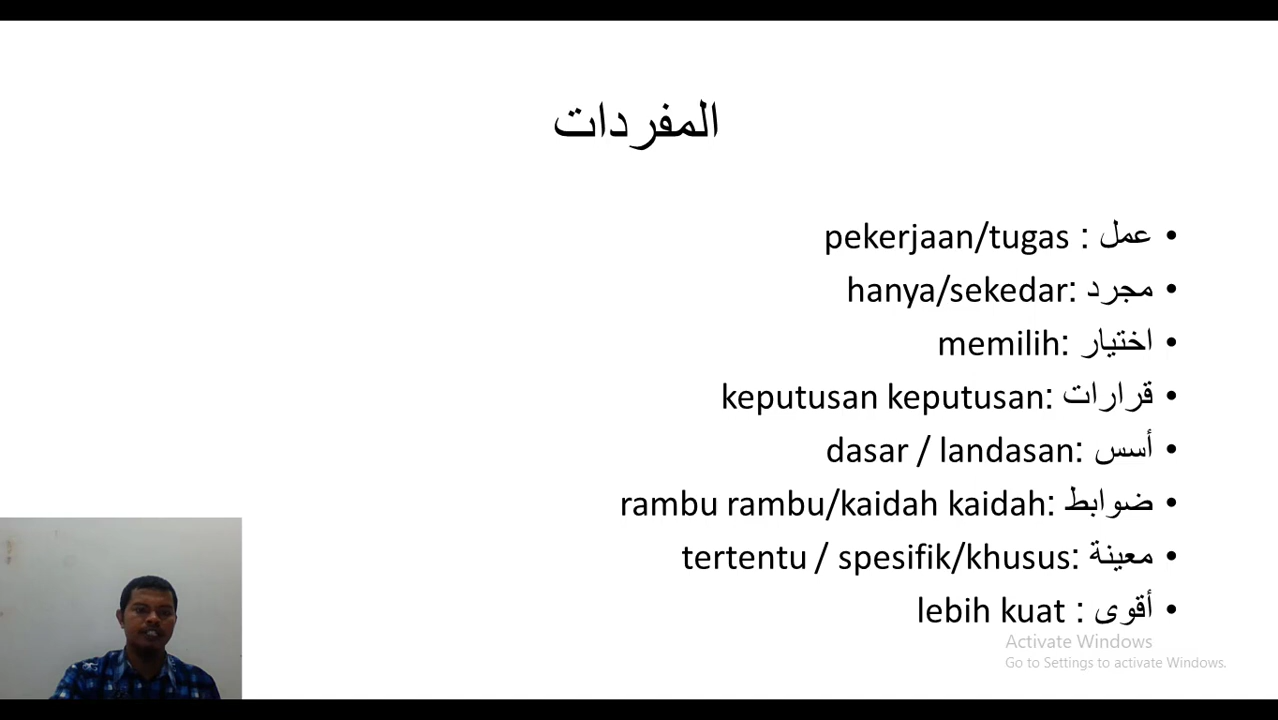 المفردات
• عمل : pekerjaan/tugas
• مجرد :hanya/sekedar
• اختيار :memilih
• قرارات :keputusan keputusan
• أسس :dasar / landasan
• ضوابط :rambu rambu/kaidah kaidah
• معينة :tertentu / spesifik/khusus
• أقوى : lebih kuat
Activate Windows
Go to Settings to activate Windows.